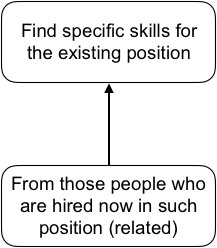 Find specific skills for
the existing position
From those people who
are hired now in such
position (related)